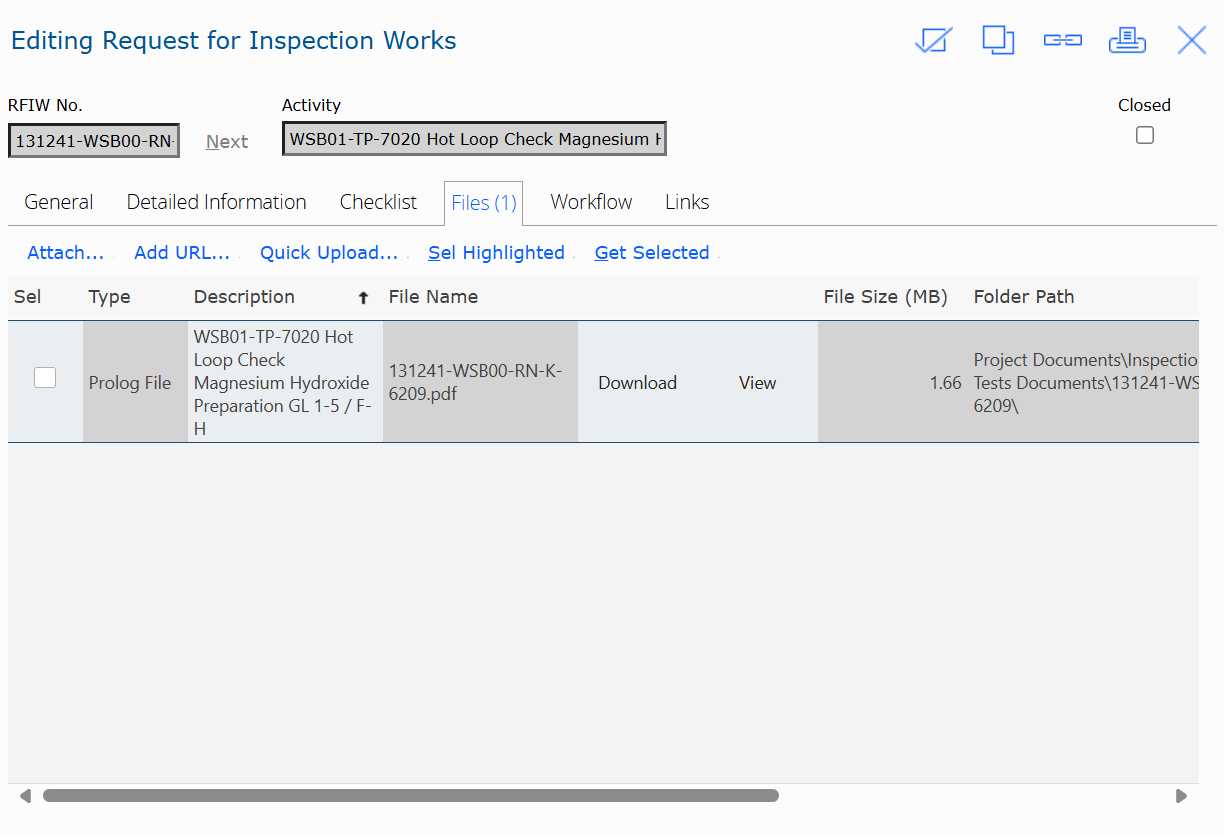 Editing Request for Inspection Works
RFIW No.
Activity
Closed
131241-WSB00-RN-
Next
WSB01-TP-7020 Hot Loop Check Magnesium H
General
Detailed Information
Checklist
Files (1)
Workflow
Links
Attach...
Add URL...
Quick Upload...
Sel Highlighted
Get Selected
Sel
Type
Description
File Name
File Size (MB)
Folder Path
Prolog File
WSB01-TP-7020 Hot
Loop Check
Magnesium Hydroxide
Preparation GL 1-5 / F-
H
131241-WSB00-RN-K-
6209.pdf
Download
View
1.66
Project Documents\Inspectio
Tests Documents\131241-WS
6209\